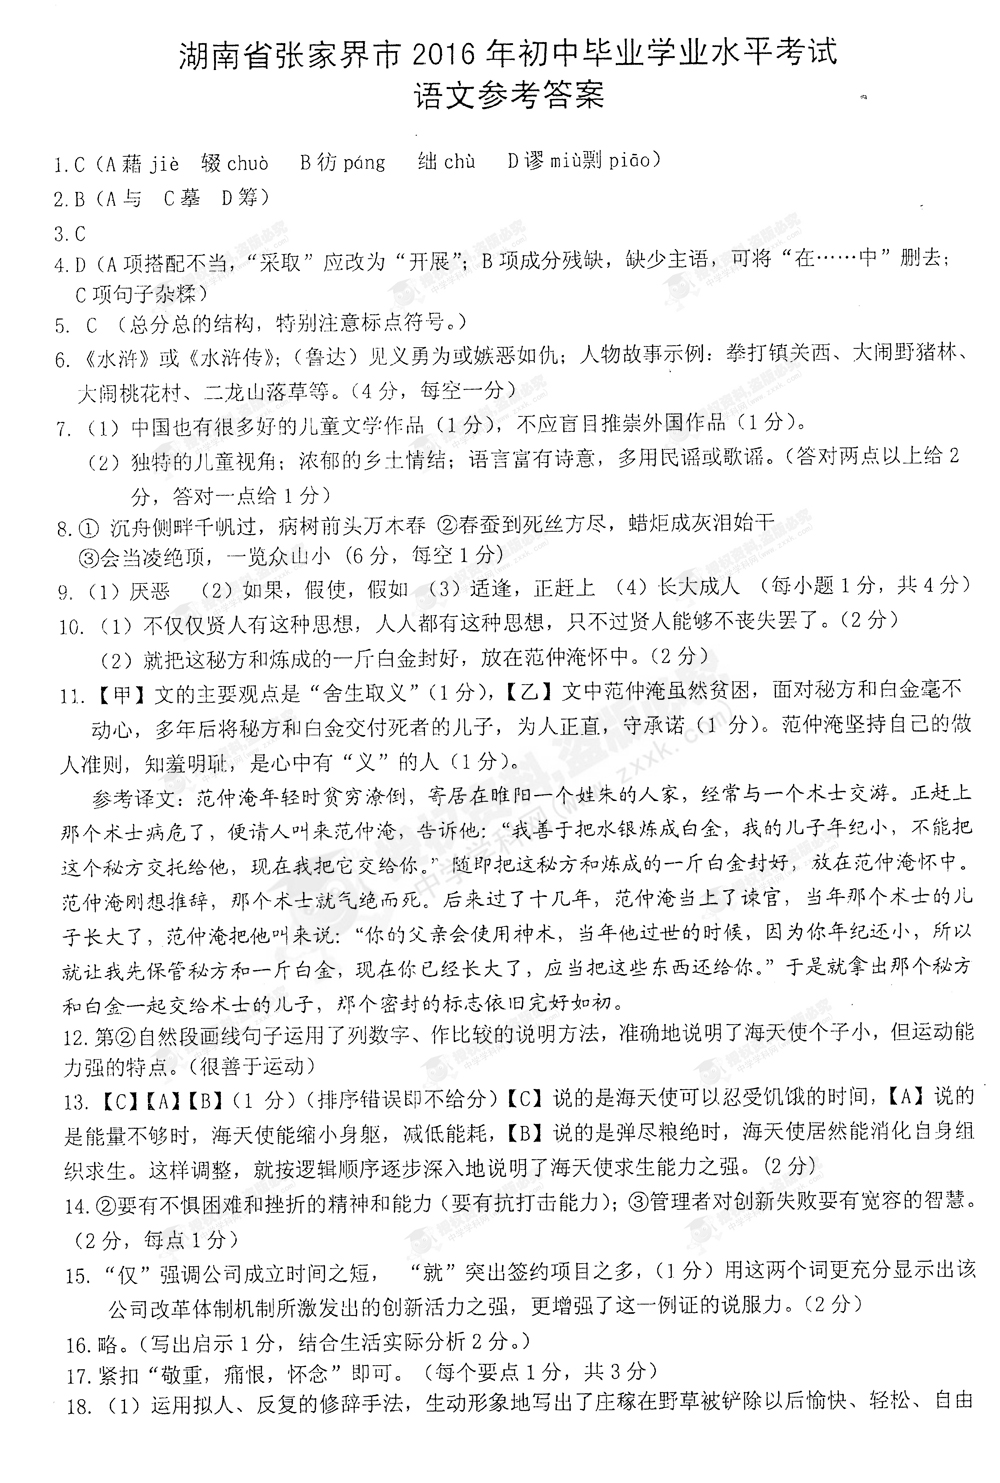 湖南省张家界市 2016 年初中毕业学业水平考试
语文参考答案
1.C（A 藉 jiè　辍 chuò　B 彷 páng　绌 chù　D 谬 miù剽 piāo）
2.B（A 与　C 摹　D 筹）
3.C
4.D（A 项搭配不当，“采取”应改为“开展”；B 项成分残缺，缺少主语，可将“在……中”删去；
C 项句子杂糅）
5. C （总分总的结构，特别注意标点符号。）
6.《水浒》或《水浒传》；（鲁达）见义勇为或嫉恶如仇；人物故事示例：拳打镇关西、大闹野猪林、
大闹桃花村、二龙山落草等。（4 分，每空一分）
7.（1）中国也有很多好的儿童文学作品（1 分），不应盲目推崇外国作品（1 分）。
（2）独特的儿童视角；浓郁的乡土情结；语言富有诗意，多用民谣或歌谣。（答对两点以上给 2
分，答对一点给 1 分）
8.① 沉舟侧畔千帆过，病树前头万木春 ②春蚕到死丝方尽，蜡炬成灰泪始干
③会当凌绝顶，一览众山小（6 分，每空 1 分）
9.（1）厌恶 （2）如果，假使，假如 （3）适逢，正赶上 （4）长大成人 （每小题 1 分，共 4 分）
10.（1）不仅仅贤人有这种思想，人人都有这种思想，只不过贤人能够不丧失罢了。（2 分）
（2）就把这秘方和炼成的一斤白金封好，放在范仲淹怀中。（2 分）
11.【甲】文的主要观点是“舍生取义”（1 分），【乙】文中范仲淹虽然贫困，面对秘方和白金毫不
动心，多年后将秘方和白金交付死者的儿子，为人正直，守承诺（1 分）。范仲淹坚持自己的做
人准则，知羞明耻，是心中有“义”的人（1 分）。
参考译文：范仲淹年轻时贫穷潦倒，寄居在睢阳一个姓朱的人家，经常与一个术士交游。正赶上
那个术士病危了，便请人叫来范仲淹，告诉他：“我善于把水银炼成白金，我的儿子年纪小，不能把
这个秘方交托给他，现在我把它交给你。”随即把这秘方和炼成的一斤白金封好，放在范仲淹怀中。
范仲淹刚想推辞，那个术士就气绝而死。后来过了十几年，范仲淹当上了谏官，当年那个术士的儿
子长大了，范仲淹把他叫来说：“你的父亲会使用神术，当年他过世的时候，因为你年纪还小，所以
就让我先保管秘方和一斤白金，现在你已经长大了，应当把这些东西还给你。”于是就拿出那个秘方
和白金一起交给术士的儿子，那个密封的标志依旧完好如初。
12.第②自然段画线句子运用了列数字、作比较的说明方法，准确地说明了海天使个子小，但运动能
力强的特点。（很善于运动）
13.【C】【A】【B】（1 分）（排序错误即不给分）【C】说的是海天使可以忍受饥饿的时间，【A】说的
是能量不够时，海天使能缩小身躯，减低能耗，【B】说的是弹尽粮绝时，海天使居然能消化自身组
织求生。这样调整，就按逻辑顺序逐步深入地说明了海天使求生能力之强。（2 分）
14.②要有不惧困难和挫折的精神和能力（要有抗打击能力）；③管理者对创新失败要有宽容的智慧。
（2 分，每点 1 分）
15.“仅”强调公司成立时间之短， “就”突出签约项目之多，（1 分）用这两个词更充分显示出该
公司改革体制机制所激发出的创新活力之强，更增强了这一例证的说服力。（2 分）
16.略。（写出启示 1 分，结合生活实际分析 2 分。）
17.紧扣“敬重，痛恨，怀念”即可。（每个要点 1 分，共 3 分）
18.（1）运用拟人、反复的修辞手法，生动形象地写出了庄稼在野草被铲除以后愉快、轻松、自由